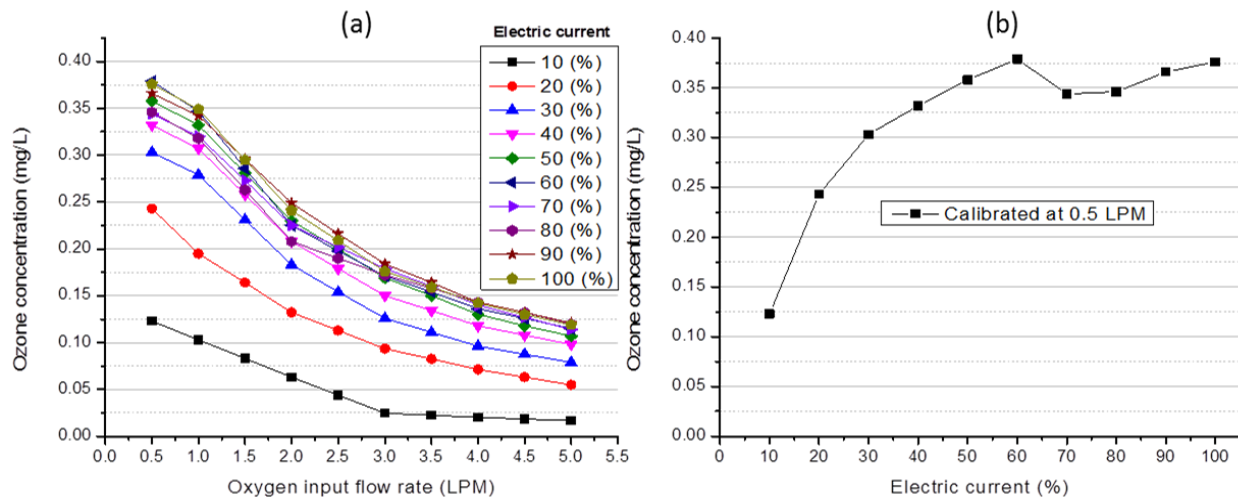 (a)
Electric current
10 (%)
20 (%)
30 (%)
40 (%)
50 (%)
60 (%)
70 (%)
80 (%)
90 (%)
100 (%)
0.40
0.35
0.30
0.25
0.20
0.15
0.10
0.05
0.00
Ozone concentration (mg/L)
0.0 0.5 1.0 1.5 2.0 2.5 3.0 3.5 4.0 4.5 5.0 5.5
Oxygen input flow rate (LPM)
(b)
0.40
0.35
0.30
0.25
0.20
0.15
0.10
0.05
0.00
Ozone concentration (mg/L)
Calibrated at 0.5 LPM
0 10 20 30 40 50 60 70 80 90 100
Electric current (%)